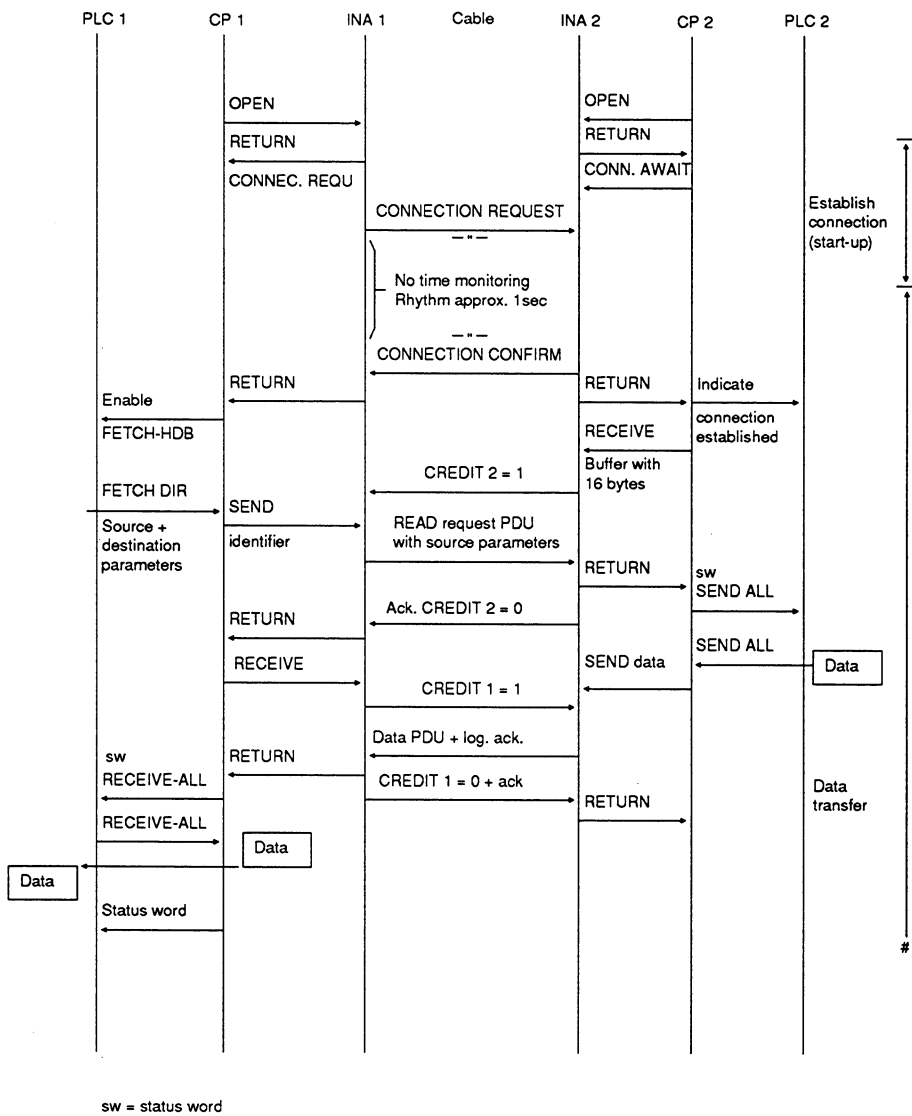 PLC 1 CP 1 INA 1 Cable INA 2 CP 2 PLC 2
OPEN OPEN
RETURN RETURN
CONNEC. REQU CONN. AWAIT
CONNECTION REQUEST
Establish
connection
(start-up)
— " —
No time monitoring
Rhythm approx. 1sec
— " —
CONNECTION CONFIRM
RETURN RETURN Indicate
Enable
FETCH-HDB
connection
established
RECEIVE
Buffer with
16 bytes
CREDIT 2 = 1
FETCH DIR
SEND
Source +
destination
parameters
identifier
READ request PDU
with source parameters
RETURN
sw
SEND ALL
Ack. CREDIT 2 = 0
RETURN
SEND ALL
Data
RECEIVE
SEND data
CREDIT 1 = 1
Data PDU + log. ack.
RETURN
sw
RECEIVE-ALL
CREDIT 1 = 0 + ack
RETURN
Data
transfer
RECEIVE-ALL
Data
Data
Status word
#
sw = status word